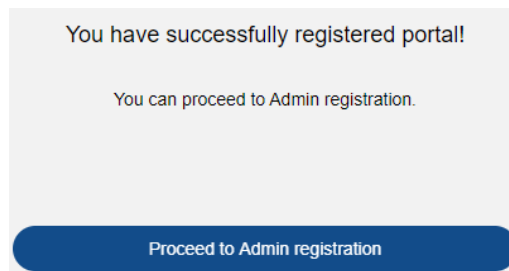 You have successfully registered portal!
You can proceed to Admin registration.
Proceed to Admin registration